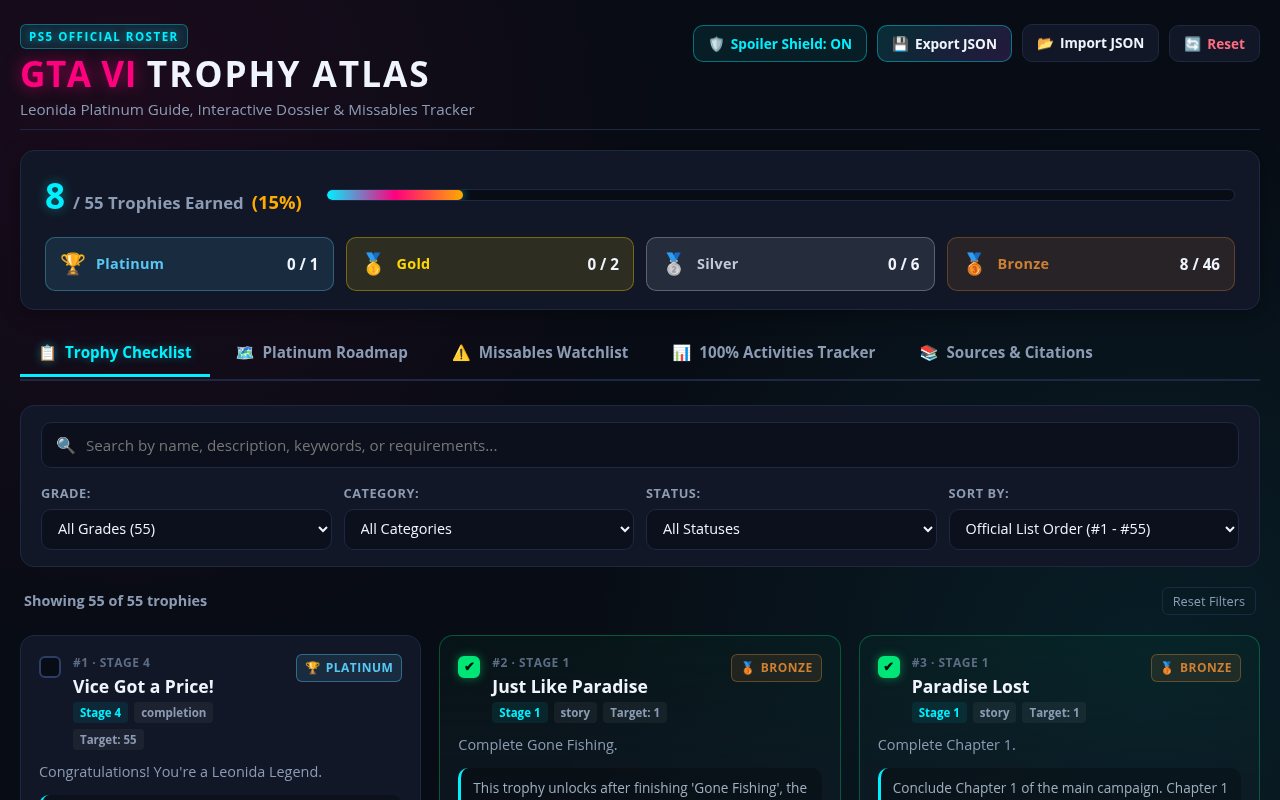 PS5 OFFICIAL ROSTER
GTA VI TROPHY ATLAS
Leonida Platinum Guide, Interactive Dossier & Missables Tracker
Spoiler Shield: ON
Export JSON
Import JSON
Reset
8 / 55 Trophies Earned (15%)
Platinum 0 / 1
Gold 0 / 2
Silver 0 / 6
Bronze 8 / 46
Trophy Checklist
Platinum Roadmap
Missables Watchlist
100% Activities Tracker
Sources & Citations
Search by name, description, keywords, or requirements...
GRADE:
All Grades (55)
CATEGORY:
All Categories
STATUS:
All Statuses
SORT BY:
Official List Order (#1 - #55)
Showing 55 of 55 trophies
Reset Filters
#1 · STAGE 4
PLATINUM
Vice Got a Price!
Stage 4 completion
Target: 55
Congratulations! You're a Leonida Legend.
#2 · STAGE 1
BRONZE
Just Like Paradise
Stage 1 story Target: 1
Complete Gone Fishing.
This trophy unlocks after finishing 'Gone Fishing', the
#3 · STAGE 1
BRONZE
Paradise Lost
Stage 1 story Target: 1
Complete Chapter 1.
Conclude Chapter 1 of the main campaign. Chapter 1